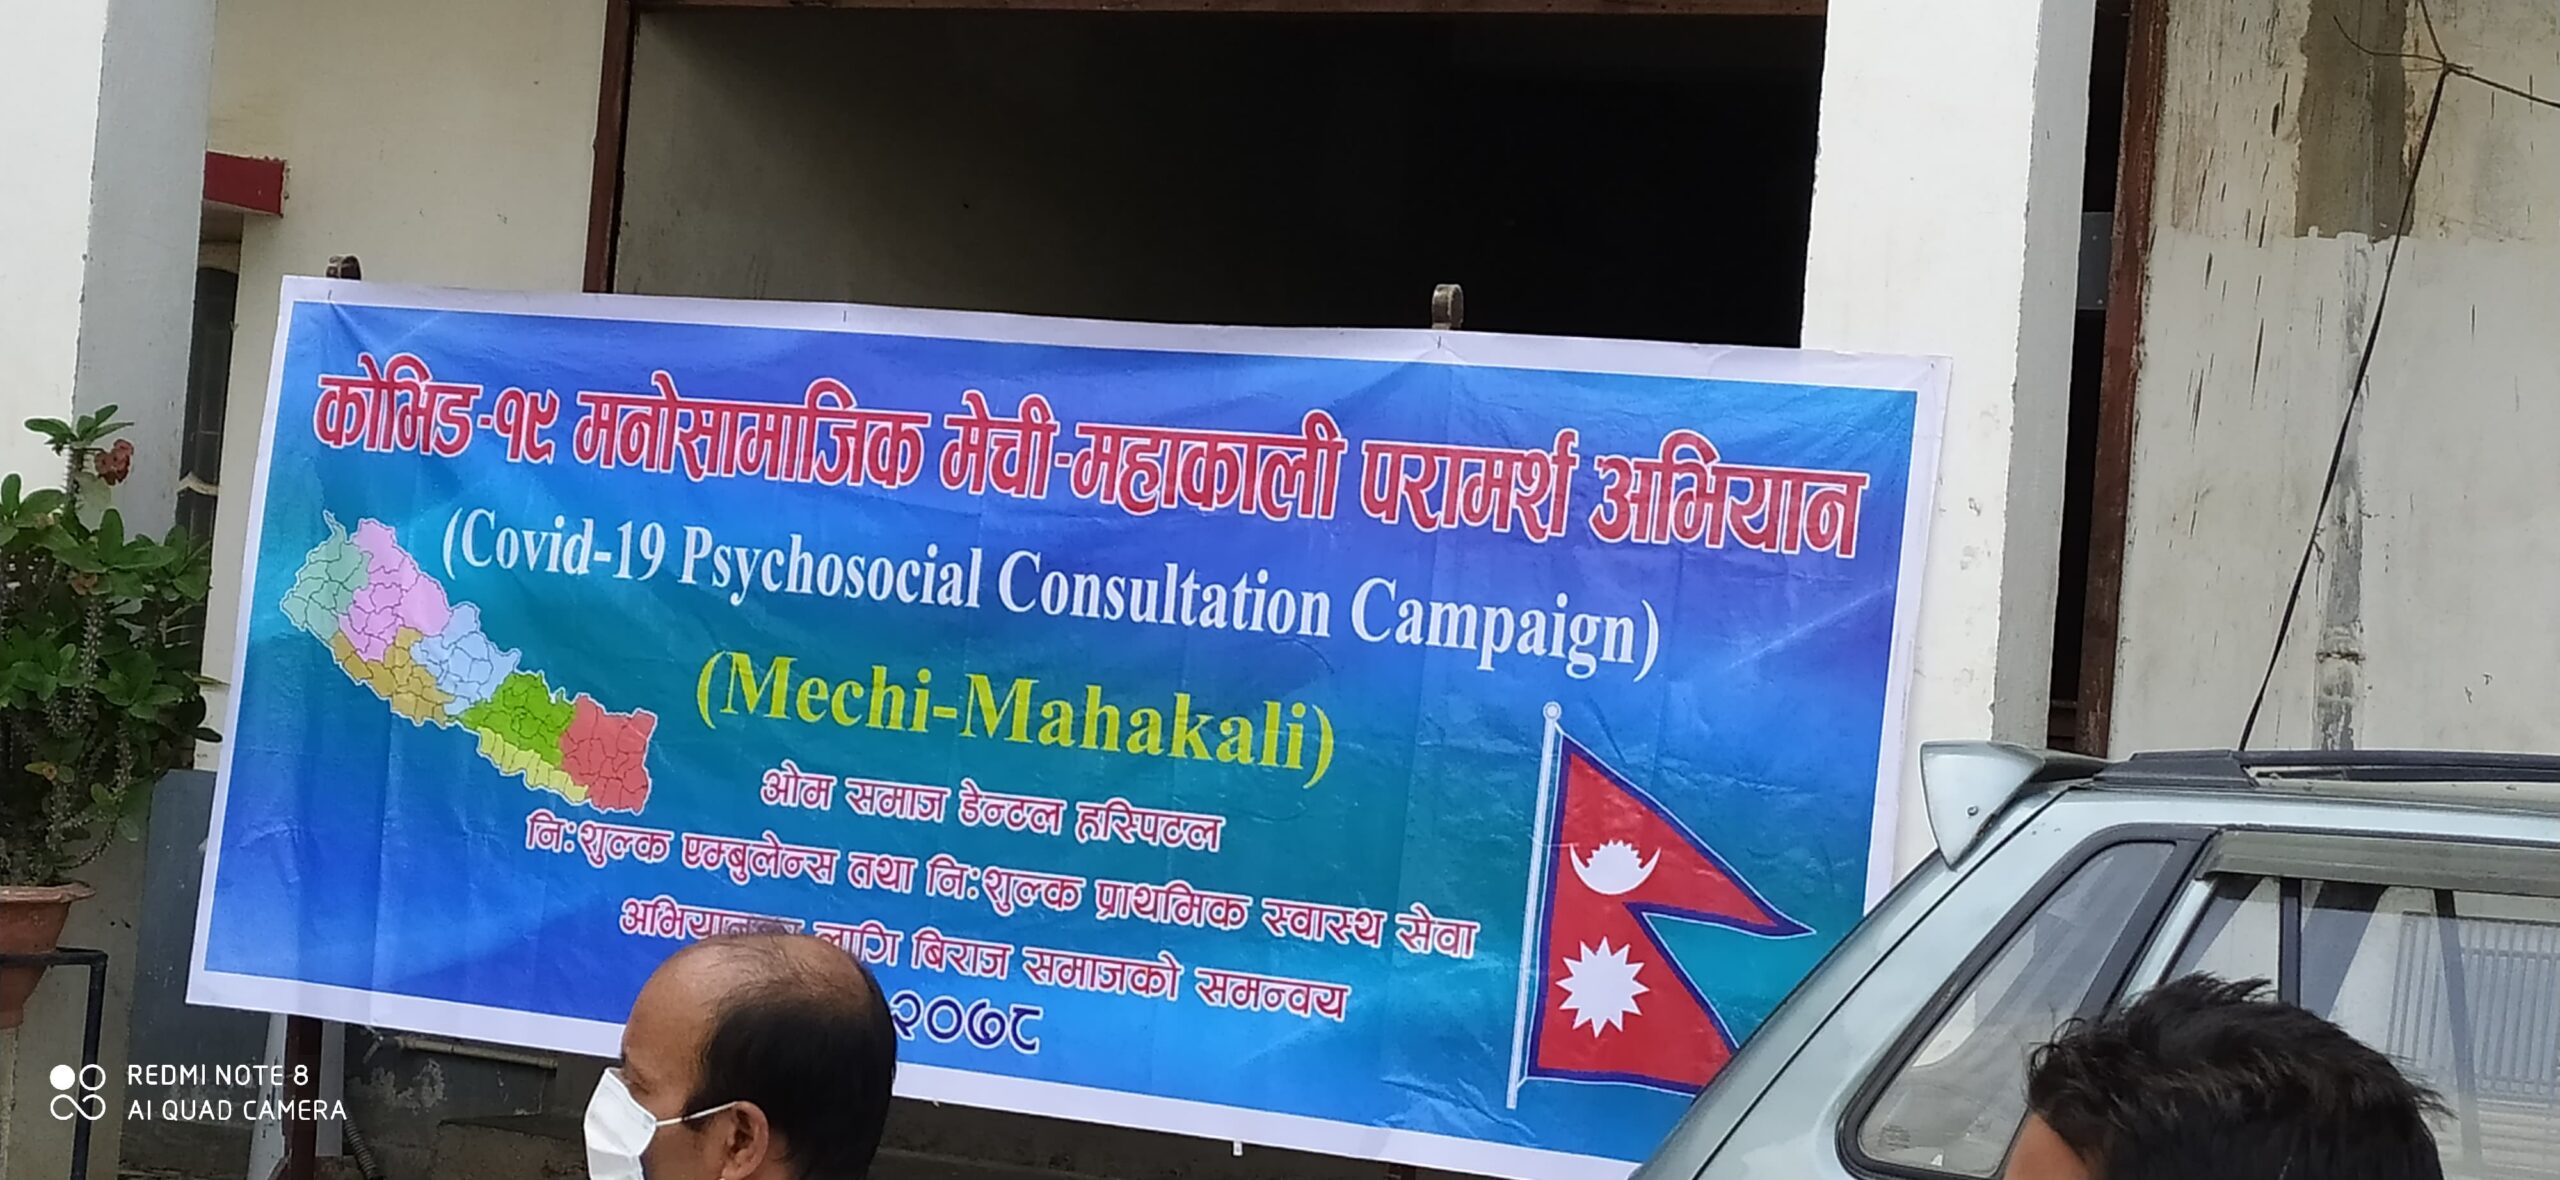 कोभिड-१९ मनोसामाजिक मेची-महाकाली परामर्श अभियान
(Covid-19 Psychosocial Consultation Campaign)
(Mechi-Mahakali)
ओम समाज डेन्टल हस्पिटल
नि:शुल्क एम्बुलेन्स तथा नि:शुल्क प्राथमिक स्वास्थ सेवा
लागि बिराज समाजको समन्वय
२०७८
REDMI NOTE 8
AI QUAD CAMERA